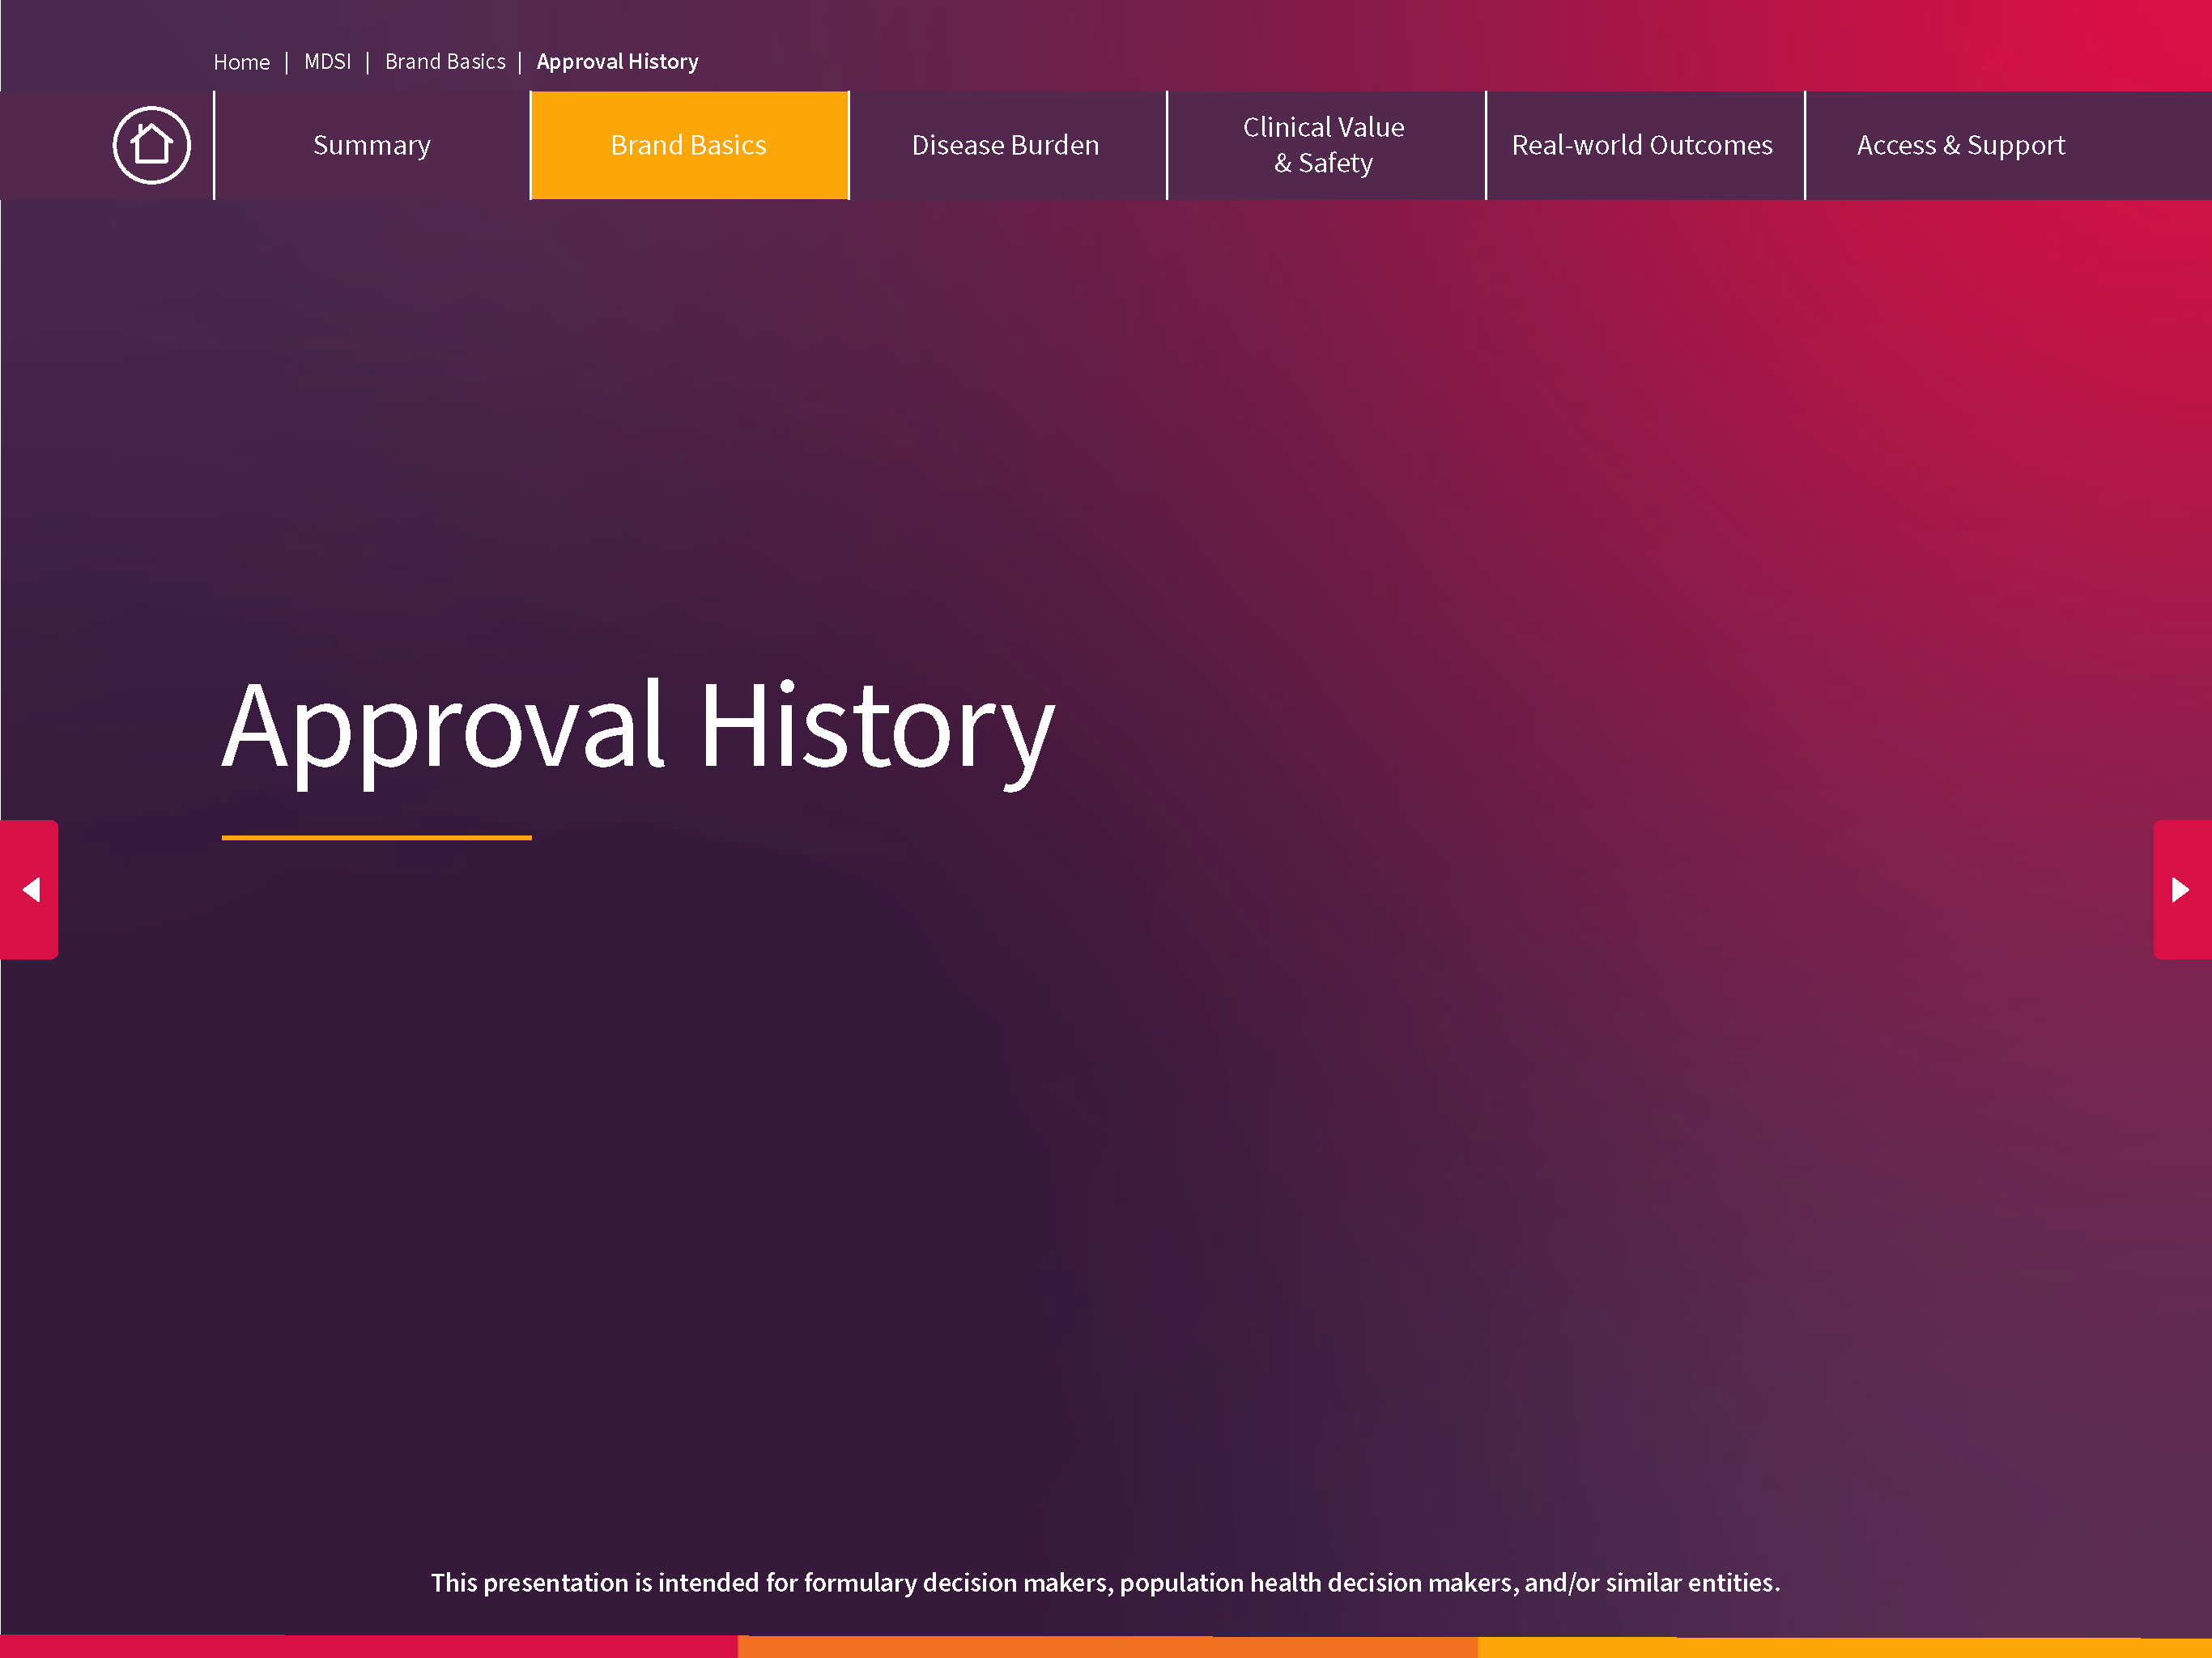 Home | MDSI | Brand Basics | Approval History
Summary
Brand Basics
Disease Burden
Clinical Value
& Safety
Real-world Outcomes
Access & Support
Approval History
This presentation is intended for formulary decision makers, population health decision makers, and/or similar entities.